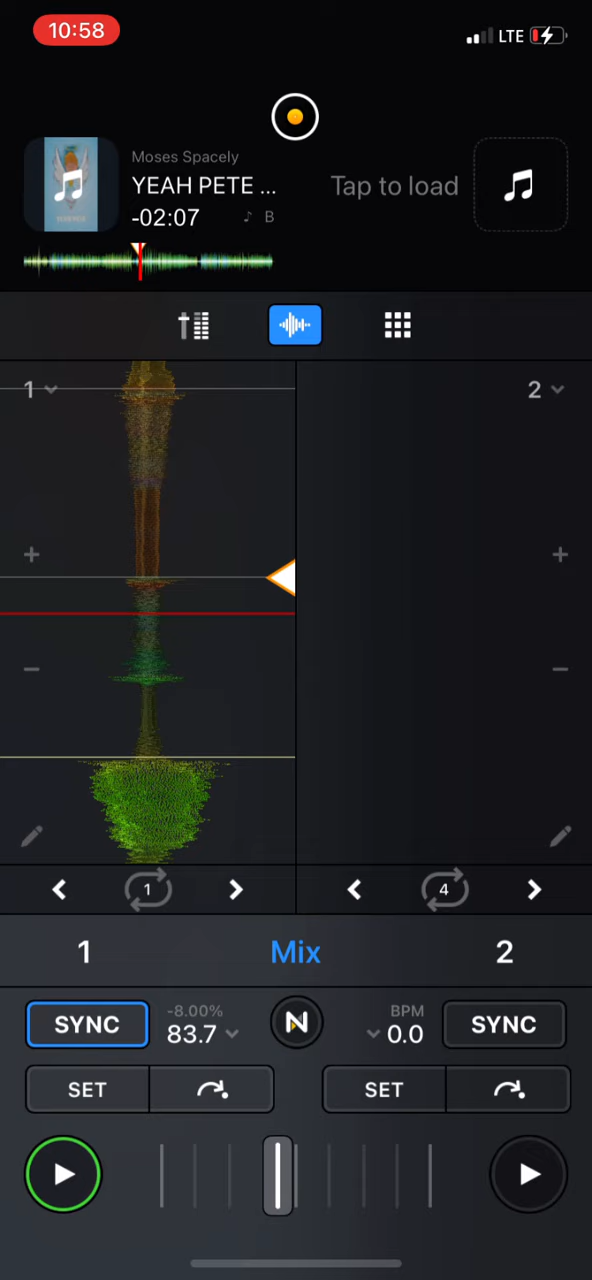 10:58
LTE
Moses Spacely
YEAH PETE ...
-02:07
B
Tap to load
1
2
1
4
1
Mix
2
SYNC
-8.00%
83.7
N
BPM
0.0
SYNC
SET
SET